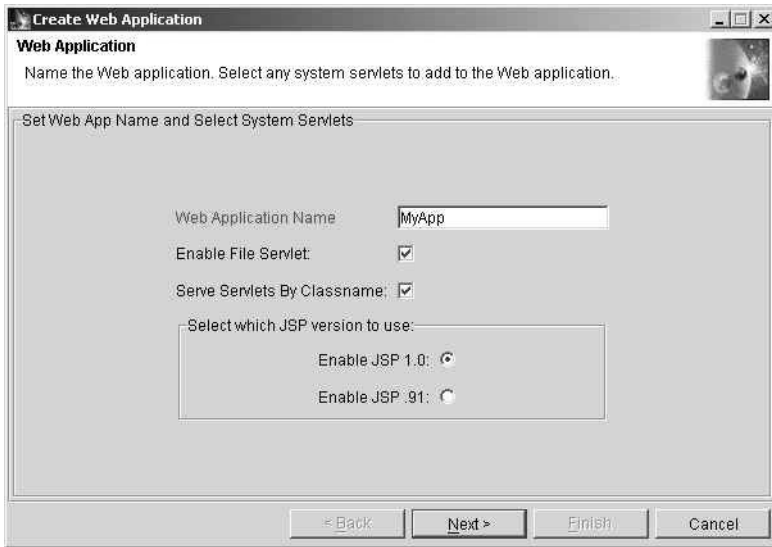 Create Web Application
Web Application
Name the Web application. Select any system servlets to add to the Web application.
Set Web App Name and Select System Servlets
Web Application Name MyApp
Enable File Servlet:
Serve Servlets By Classname:
Select which JSP version to use:
Enable JSP 1.0:
Enable JSP .91:
< Back Next > Finish Cancel